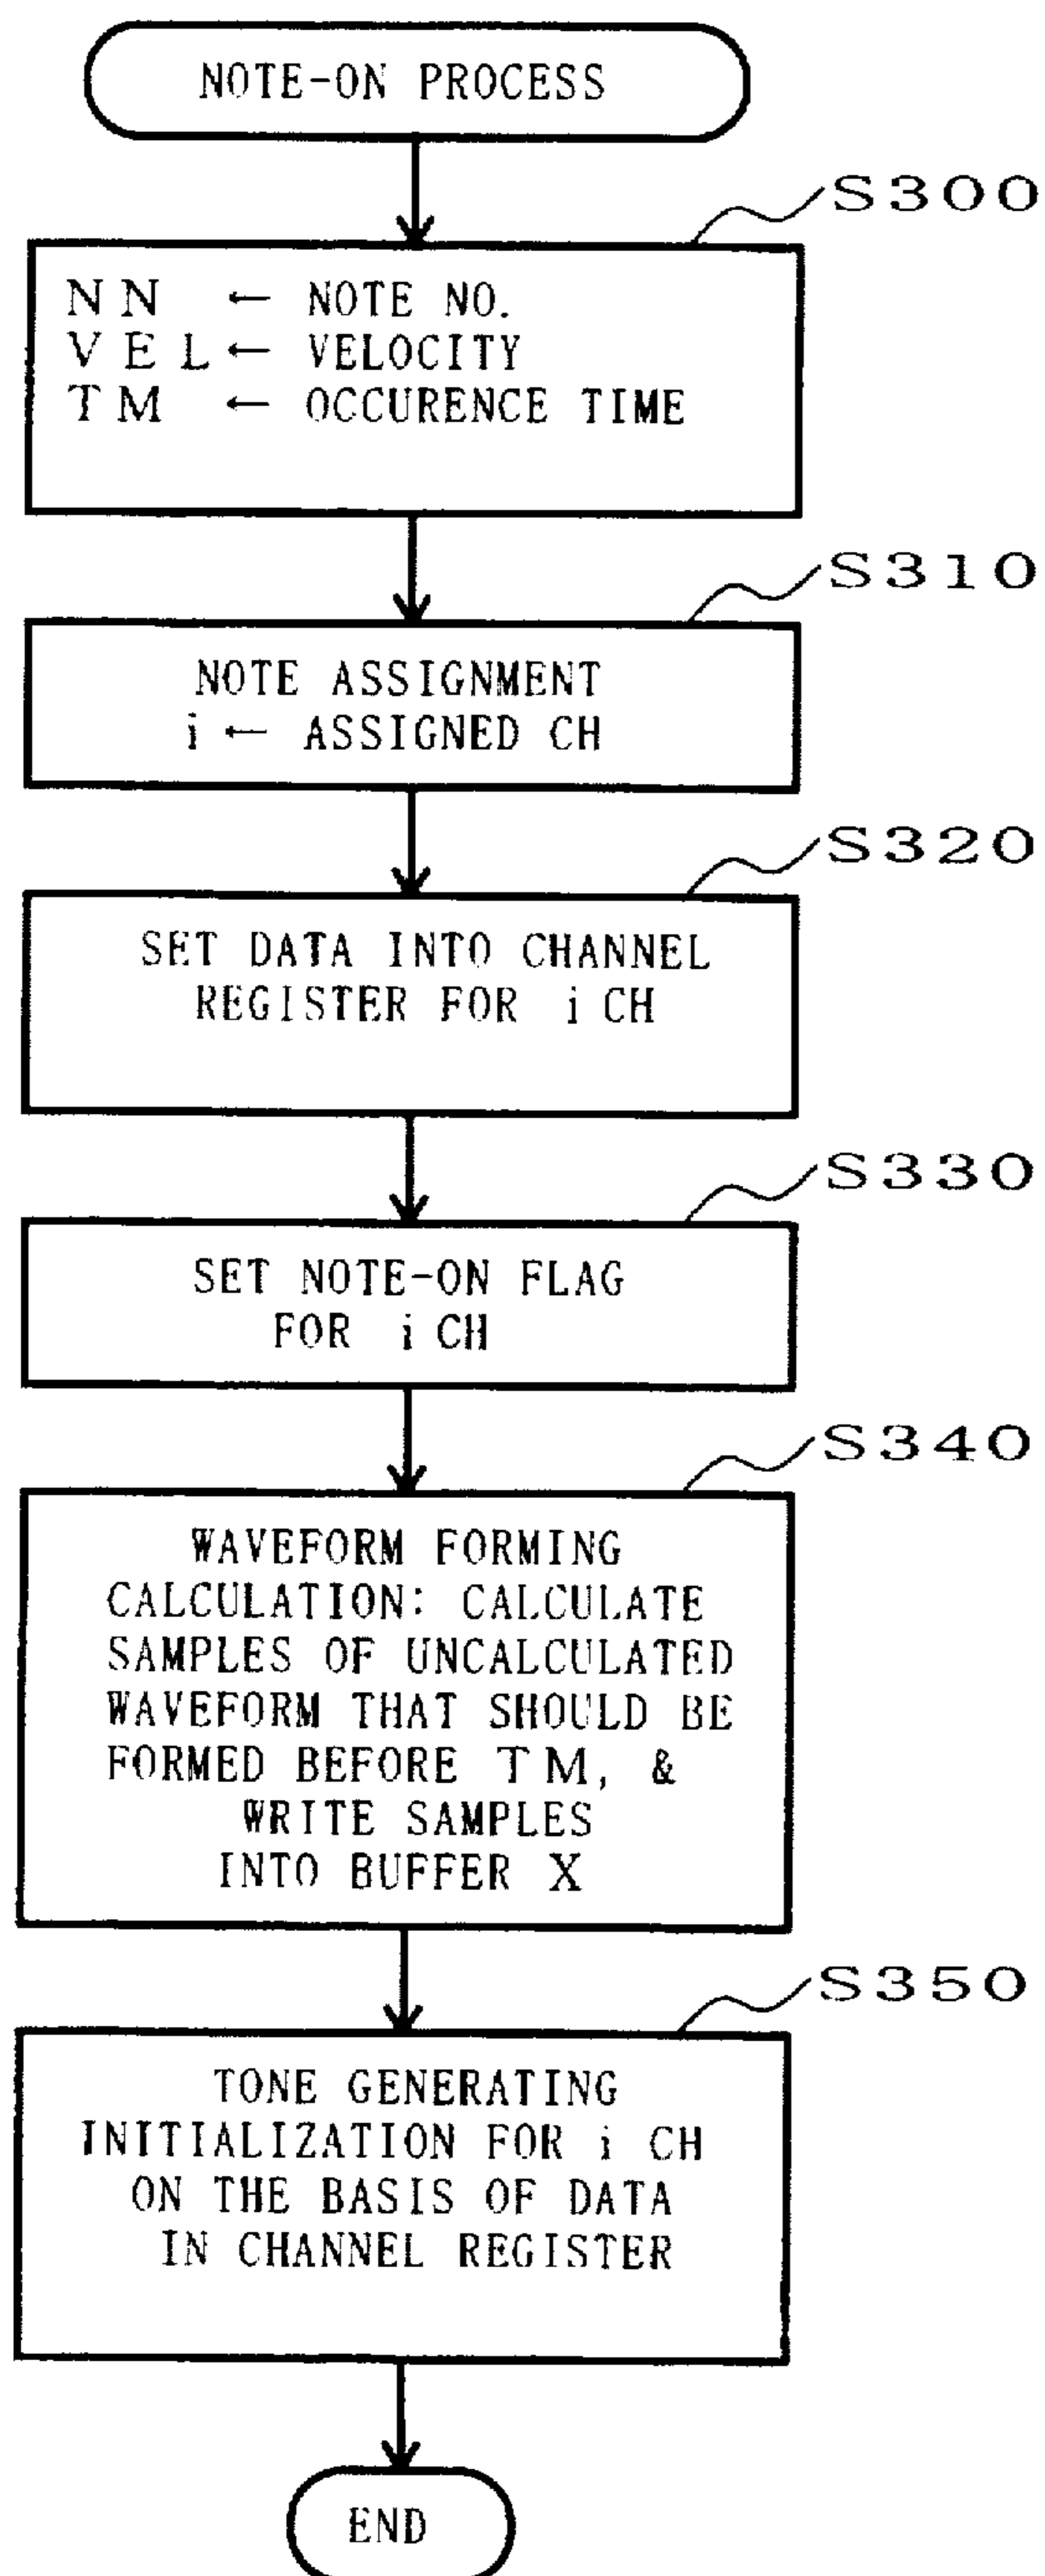 NOTE-ON PROCESS
S300
NN ← NOTE NO.
VEL ← VELOCITY
TM ← OCCURENCE TIME
S310
NOTE ASSIGNMENT
i ← ASSIGNED CH
S320
SET DATA INTO CHANNEL
REGISTER FOR i CH
S330
SET NOTE-ON FLAG
FOR i CH
S340
WAVEFORM FORMING
CALCULATION: CALCULATE
SAMPLES OF UNCALCULATED
WAVEFORM THAT SHOULD BE
FORMED BEFORE TM, &
WRITE SAMPLES
INTO BUFFER X
S350
TONE GENERATING
INITIALIZATION FOR i CH
ON THE BASIS OF DATA
IN CHANNEL REGISTER
END